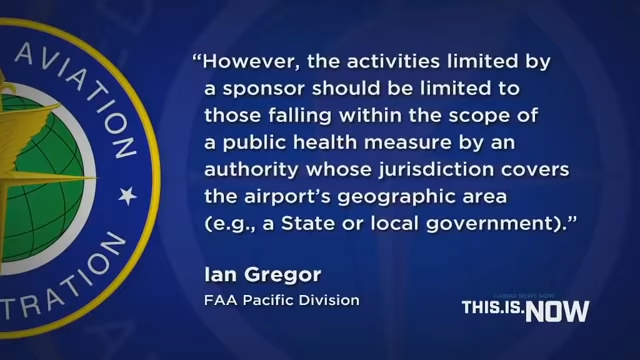 AVIATION
TRATION
“However, the activities limited by
a sponsor should be limited to
those falling within the scope of
a public health measure by an
authority whose jurisdiction covers
the airport’s geographic area
(e.g., a State or local government).”
Ian Gregor
FAA Pacific Division
THIS.IS.NOW